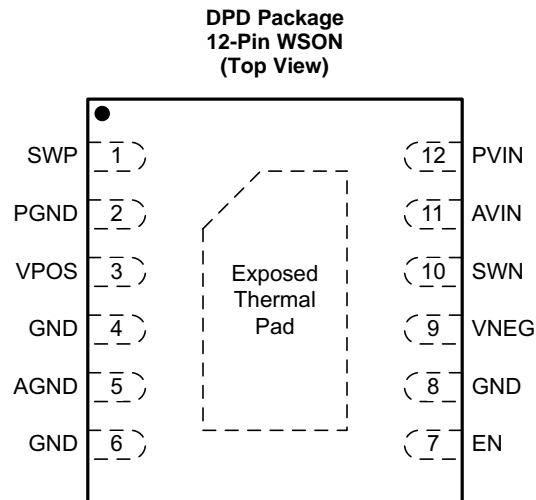 DPD Package
12-Pin WSON
(Top View)
SWP 1 12 PVIN
PGND 2 11 AVIN
VPOS 3 10 SWN
GND 4 9 VNEG
AGND 5 8 GND
GND 6 7 EN
Exposed
Thermal
Pad